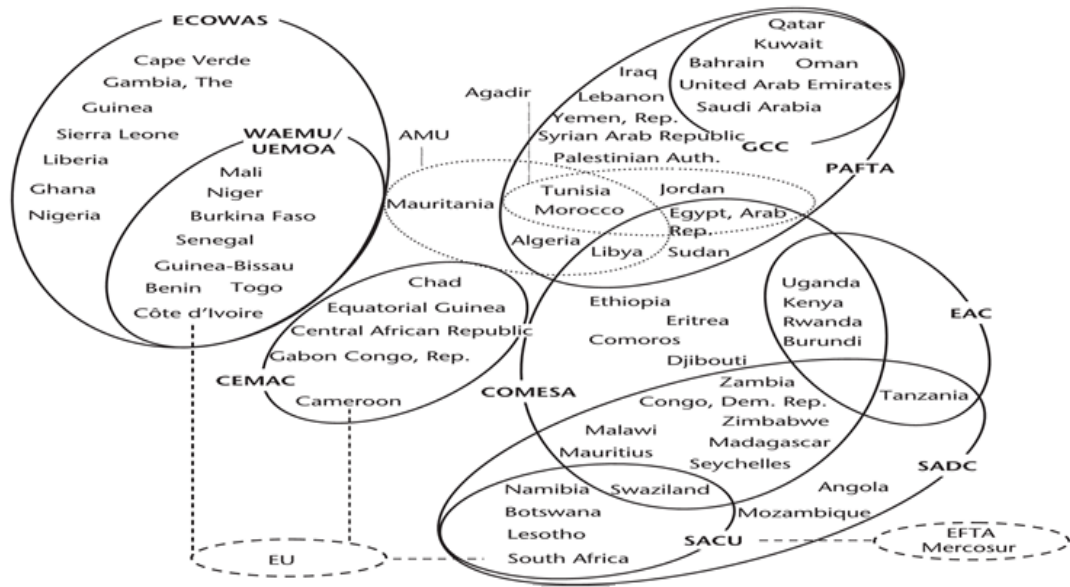 ECOWAS
Cape Verde
Gambia, The
Guinea
Sierra Leone
Liberia
Ghana
Nigeria
WAEMU/
UEMOA
Mali
Niger
Burkina Faso
Senegal
Guinea-Bissau
Benin Togo
Côte d'Ivoire
AMU
Agadir
Mauritania
Qatar
Kuwait
Bahrain Oman
United Arab Emirates
Saudi Arabia
GCC
Iraq
Lebanon
Yemen, Rep.
Syrian Arab Republic
Palestinian Auth.
PAFTA
Tunisia
Morocco
Jordan
Egypt, Arab
Rep.
Algeria
Libya
Sudan
Chad
Equatorial Guinea
Central African Republic
Gabon Congo, Rep.
CEMAC
Cameroon
COMESA
Ethiopia
Eritrea
Comoros
Djibouti
Uganda
Kenya
Rwanda
Burundi
EAC
Tanzania
Zambia
Congo, Dem. Rep.
Zimbabwe
Malawi
Madagascar
Mauritius
Seychelles
SADC
Angola
Mozambique
Namibia Swaziland
Botswana
Lesotho
South Africa
SACU
EU
EFTA
Mercosur